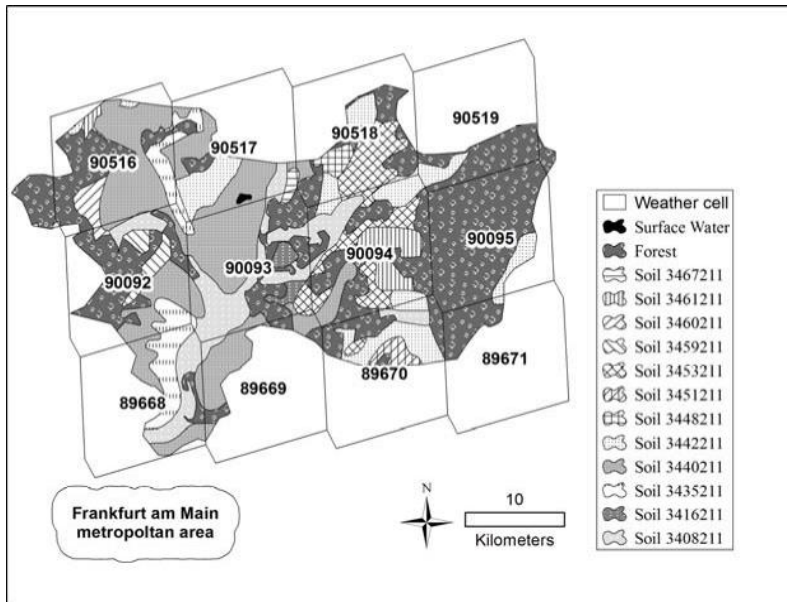 90519
90518
90517
90516
90095
90094
90093
90092
89671
89670
89669
89668
Frankfurt am Main
metropoltan area
N
10
Kilometers
Weather cell
Surface Water
Forest
Soil 3467211
Soil 3461211
Soil 3460211
Soil 3459211
Soil 3453211
Soil 3451211
Soil 3448211
Soil 3442211
Soil 3440211
Soil 3435211
Soil 3416211
Soil 3408211